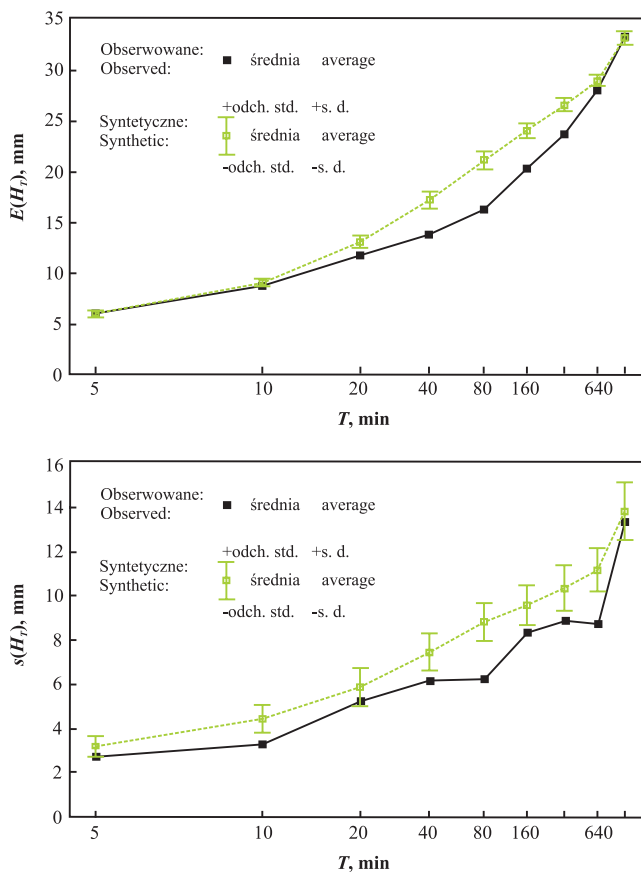 35
30
25
20
15
10
5
0
E(H_T), mm
Obserwowane:
Observed:
średnia average
+odch. std. +s. d.
Syntetyczne:
Synthetic:
średnia average
-odch. std. -s. d.
5 10 20 40 80 160 640
T, min
16
14
12
10
8
6
4
2
0
s(H_T), mm
Obserwowane:
Observed:
średnia average
+odch. std. +s. d.
Syntetyczne:
Synthetic:
średnia average
-odch. std. -s. d.
5 10 20 40 80 160 640
T, min